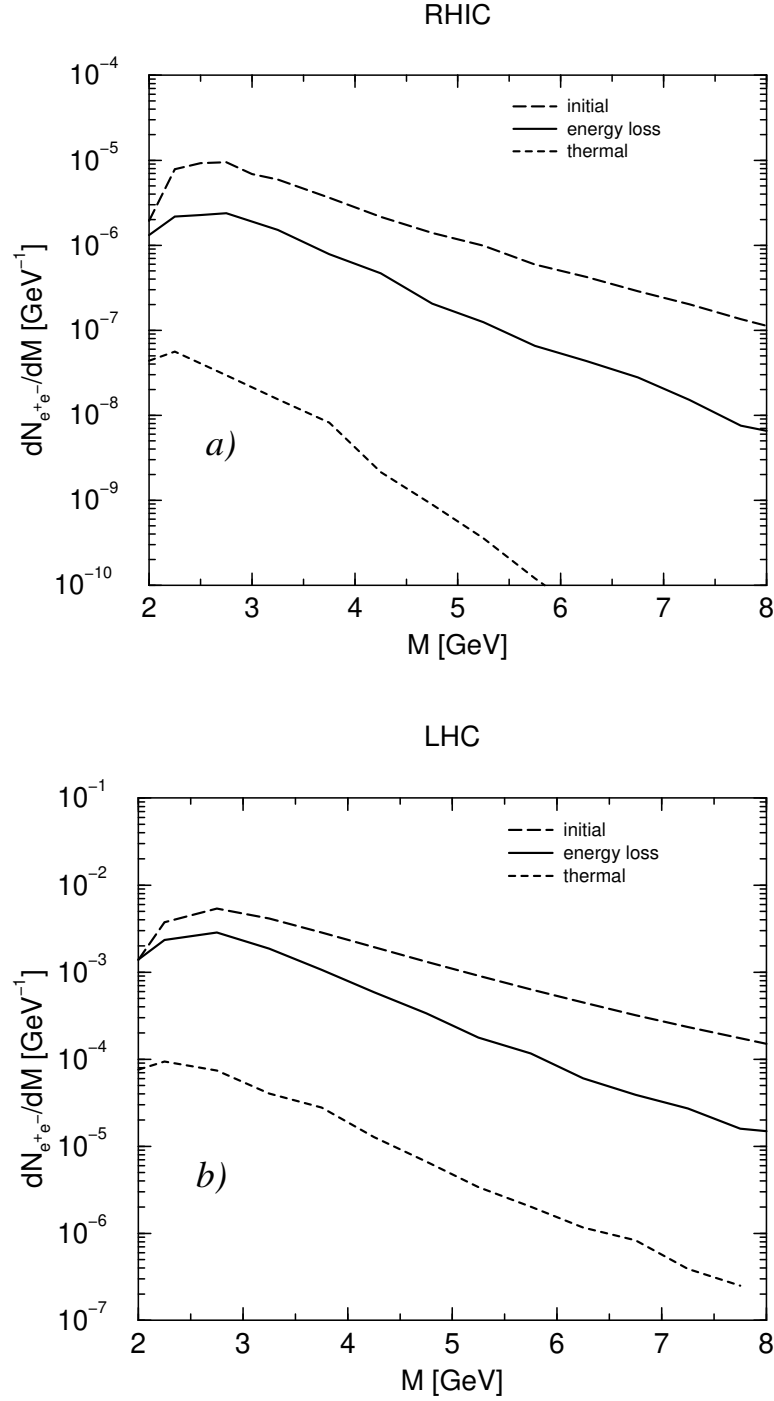 RHIC
10⁻⁴
initial
energy loss
thermal
10⁻⁵
10⁻⁶
10⁻⁷
10⁻⁸
10⁻⁹
10⁻¹⁰
dN e⁺e⁻/dM [GeV⁻¹]
a)
2 3 4 5 6 7 8
M [GeV]
LHC
10⁻¹
initial
energy loss
thermal
10⁻²
10⁻³
10⁻⁴
10⁻⁵
10⁻⁶
10⁻⁷
dN e⁺e⁻/dM [GeV⁻¹]
b)
2 3 4 5 6 7 8
M [GeV]